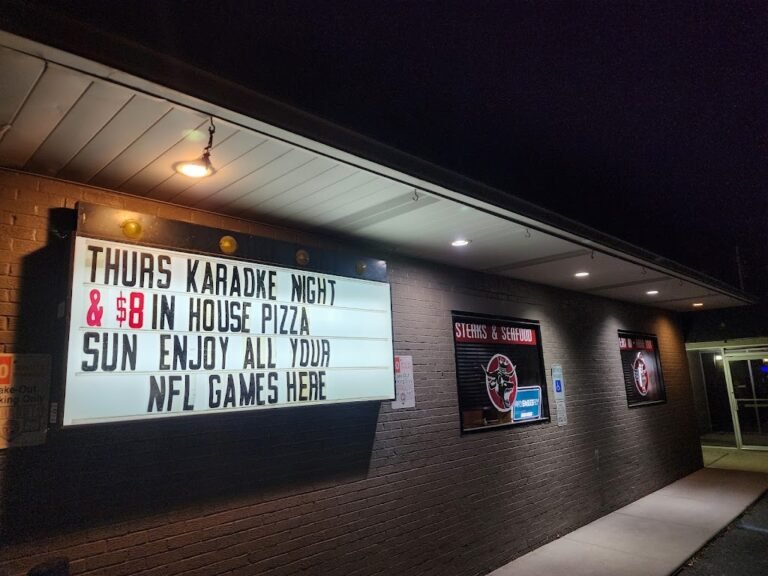 THURS KARAOKE NIGHT
& $8 IN HOUSE PIZZA
SUN ENJOY ALL YOUR
NFL GAMES HERE
STEAKS & SEAFOOD